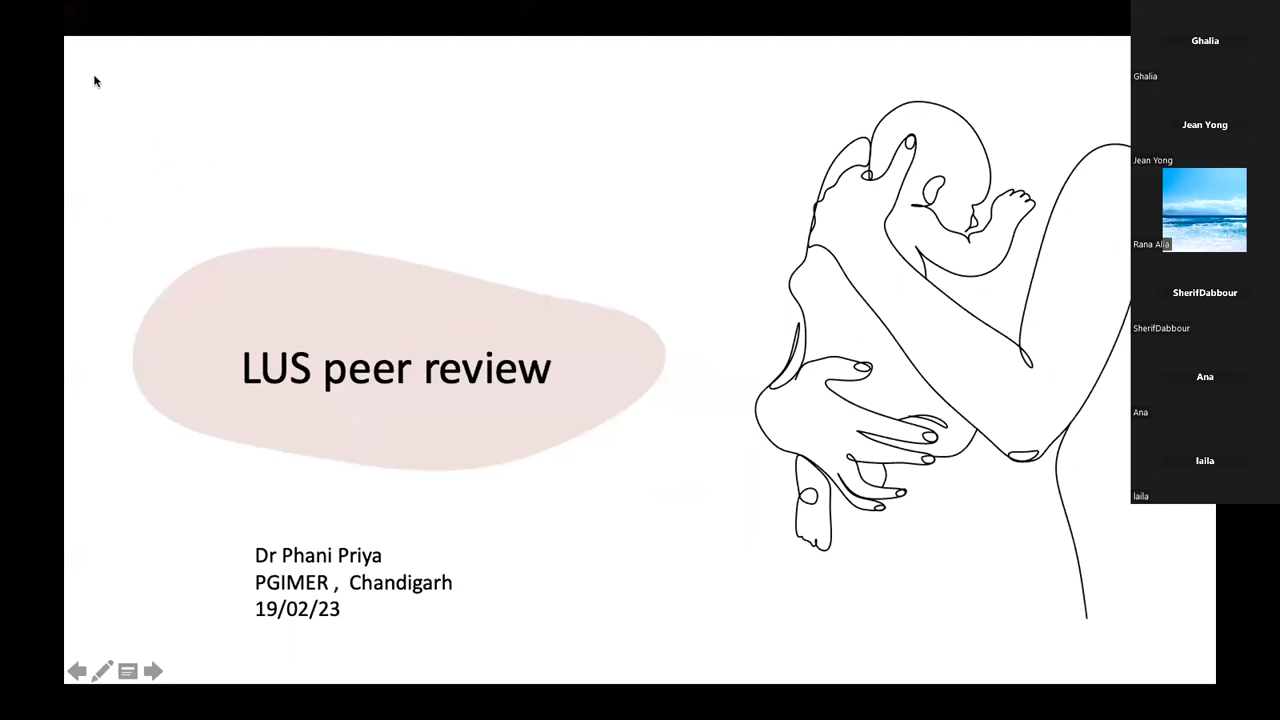 LUS peer review
Dr Phani Priya
PGIMER , Chandigarh
19/02/23
Ghalia
Ghalia
Jean Yong
Jean Yong
Rana Alia
SherifDabbour
SherifDabbour
Ana
Ana
laila
laila